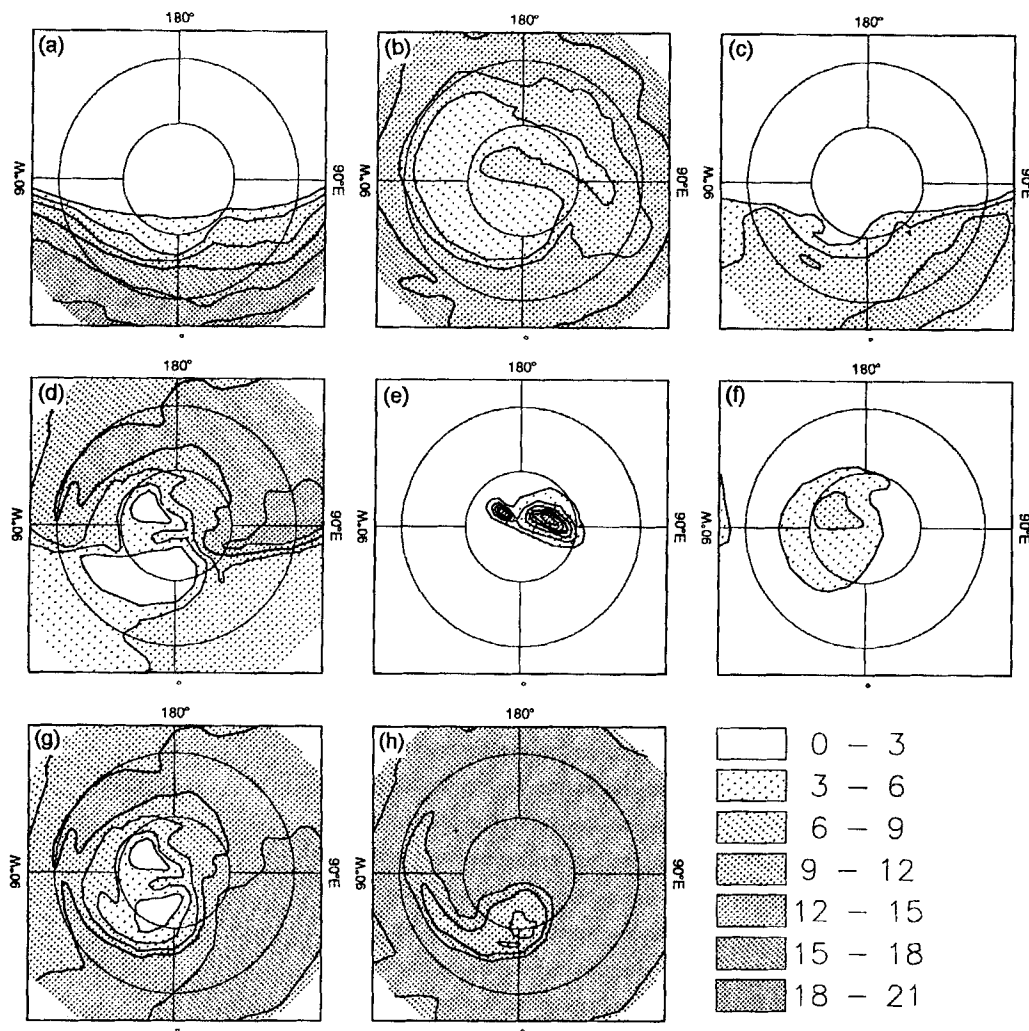 180° 180° 180°
(a) (b) (c)
90°W 90°E 90°W 90°E 90°W 90°E
180° 180° 180°
(d) (e) (f)
90°W 90°E 90°W 90°E 90°W 90°E
180° 180°
(g) (h)
0 – 3
3 – 6
6 – 9
90°W 90°E 90°W 90°E
9 – 12
12 – 15
15 – 18
18 – 21